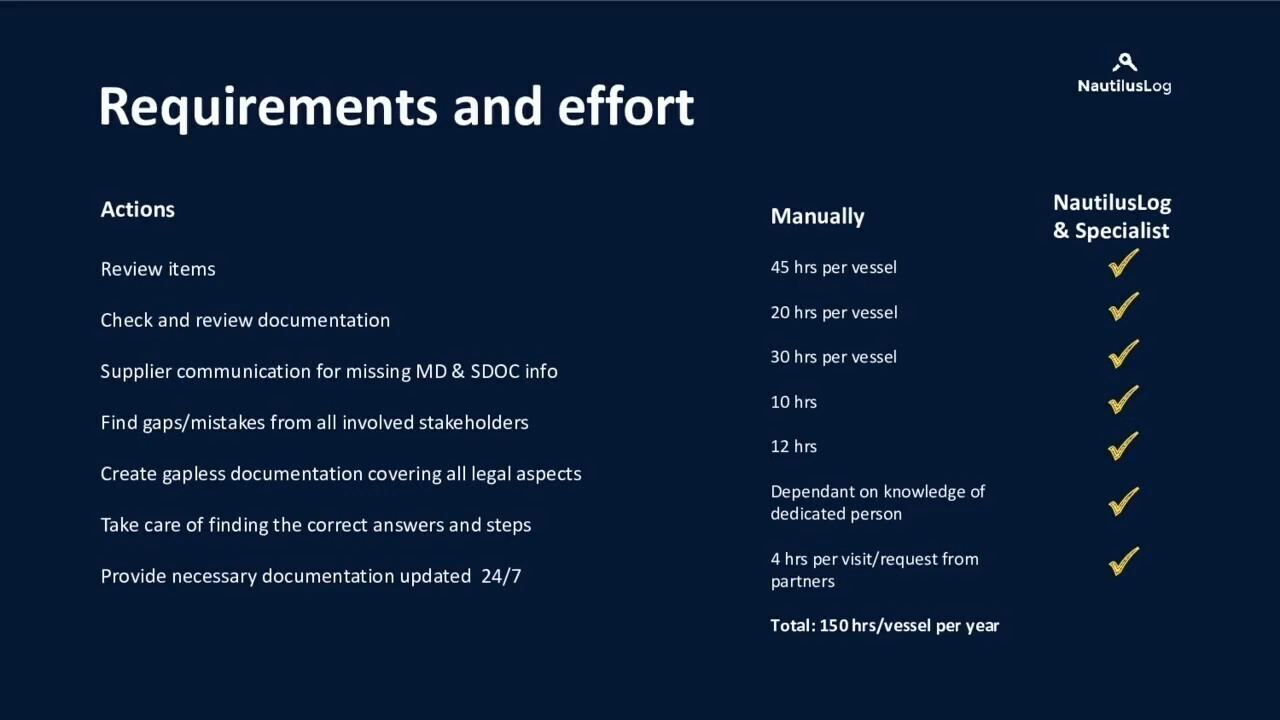 NautilusLog
Requirements and effort
Actions
Manually
NautilusLog
& Specialist
Review items
45 hrs per vessel
Check and review documentation
20 hrs per vessel
Supplier communication for missing MD & SDOC info
30 hrs per vessel
Find gaps/mistakes from all involved stakeholders
10 hrs
Create gapless documentation covering all legal aspects
12 hrs
Take care of finding the correct answers and steps
Dependant on knowledge of
dedicated person
Provide necessary documentation updated  24/7
4 hrs per visit/request from
partners
Total: 150 hrs/vessel per year